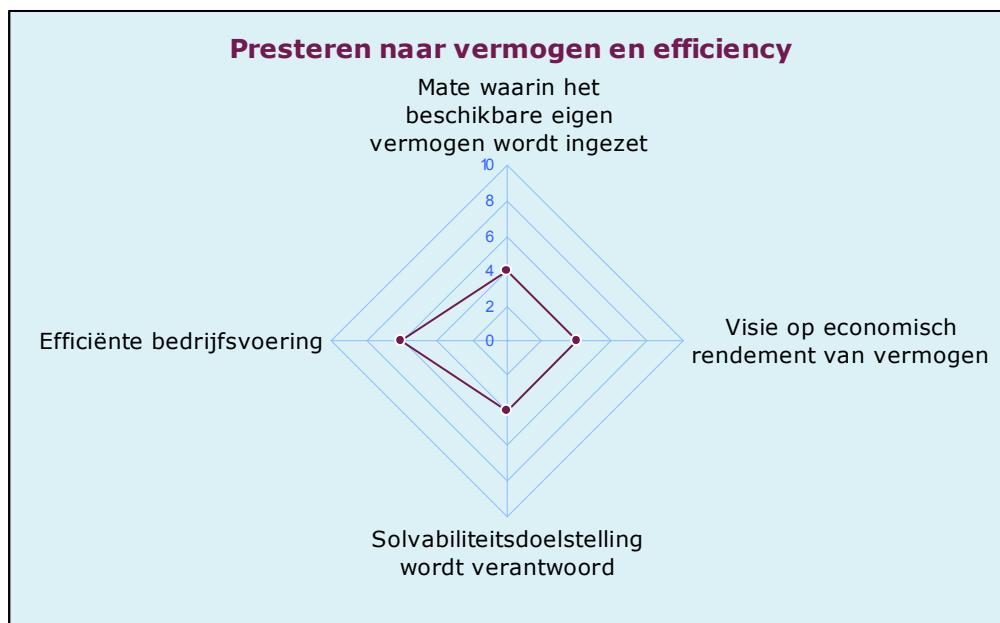 Presteren naar vermogen en efficiency
Mate waarin het
beschikbare eigen
vermogen wordt ingezet
10
8
6
4
2
0
Efficiënte bedrijfsvoering
Visie op economisch
rendement van vermogen
Solvabiliteitsdoelstelling
wordt verantwoord